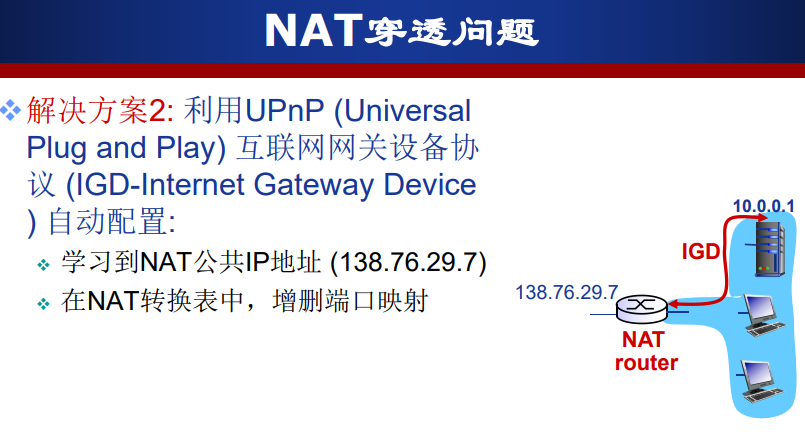 NAT穿透问题
解决方案2: 利用UPnP (Universal
Plug and Play) 互联网网关设备协
议 (IGD-Internet Gateway Device
) 自动配置:
学习到NAT公共IP地址 (138.76.29.7)
在NAT转换表中，增删端口映射
10.0.0.1
IGD
138.76.29.7
NAT
router